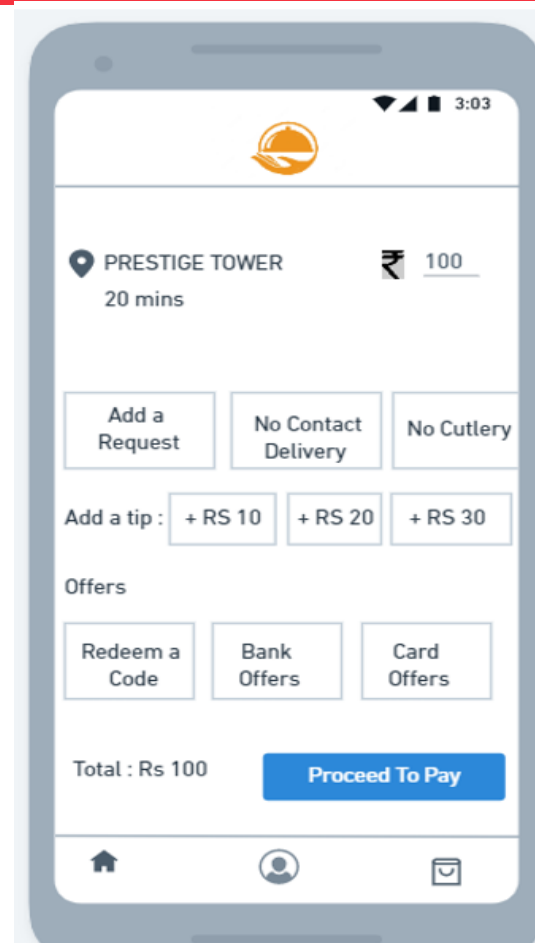 3:03
PRESTIGE TOWER
₹ 100
20 mins
Add a
Request
No Contact
Delivery
No Cutlery
Add a tip : + RS 10 + RS 20 + RS 30
Offers
Redeem a
Code
Bank
Offers
Card
Offers
Total : Rs 100
Proceed To Pay